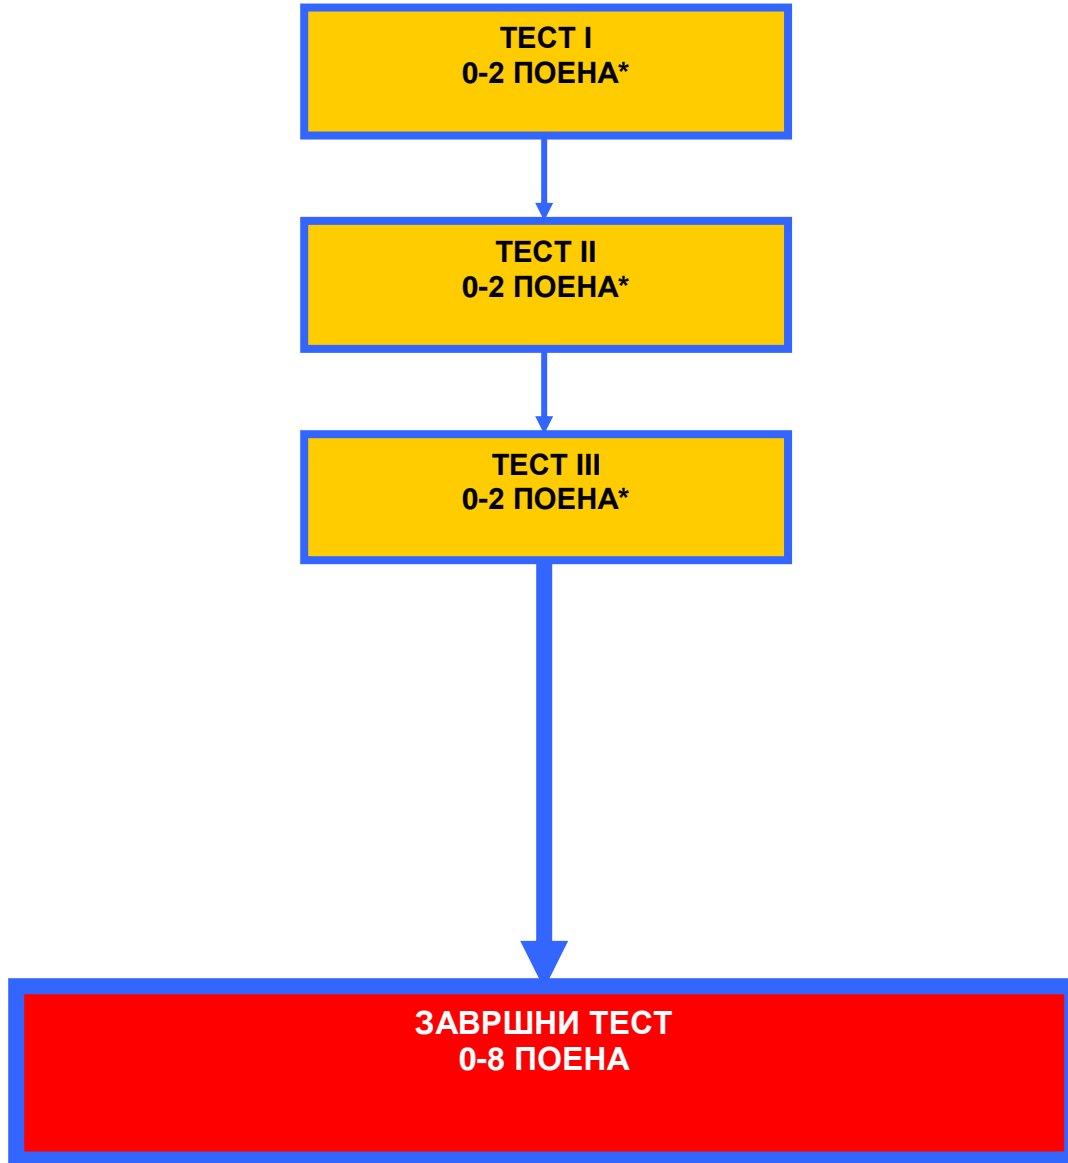 ТЕСТ I
0-2 ПОЕНА*
ТЕСТ II
0-2 ПОЕНА*
ТЕСТ III
0-2 ПОЕНА*
ЗАВРШНИ ТЕСТ
0-8 ПОЕНА